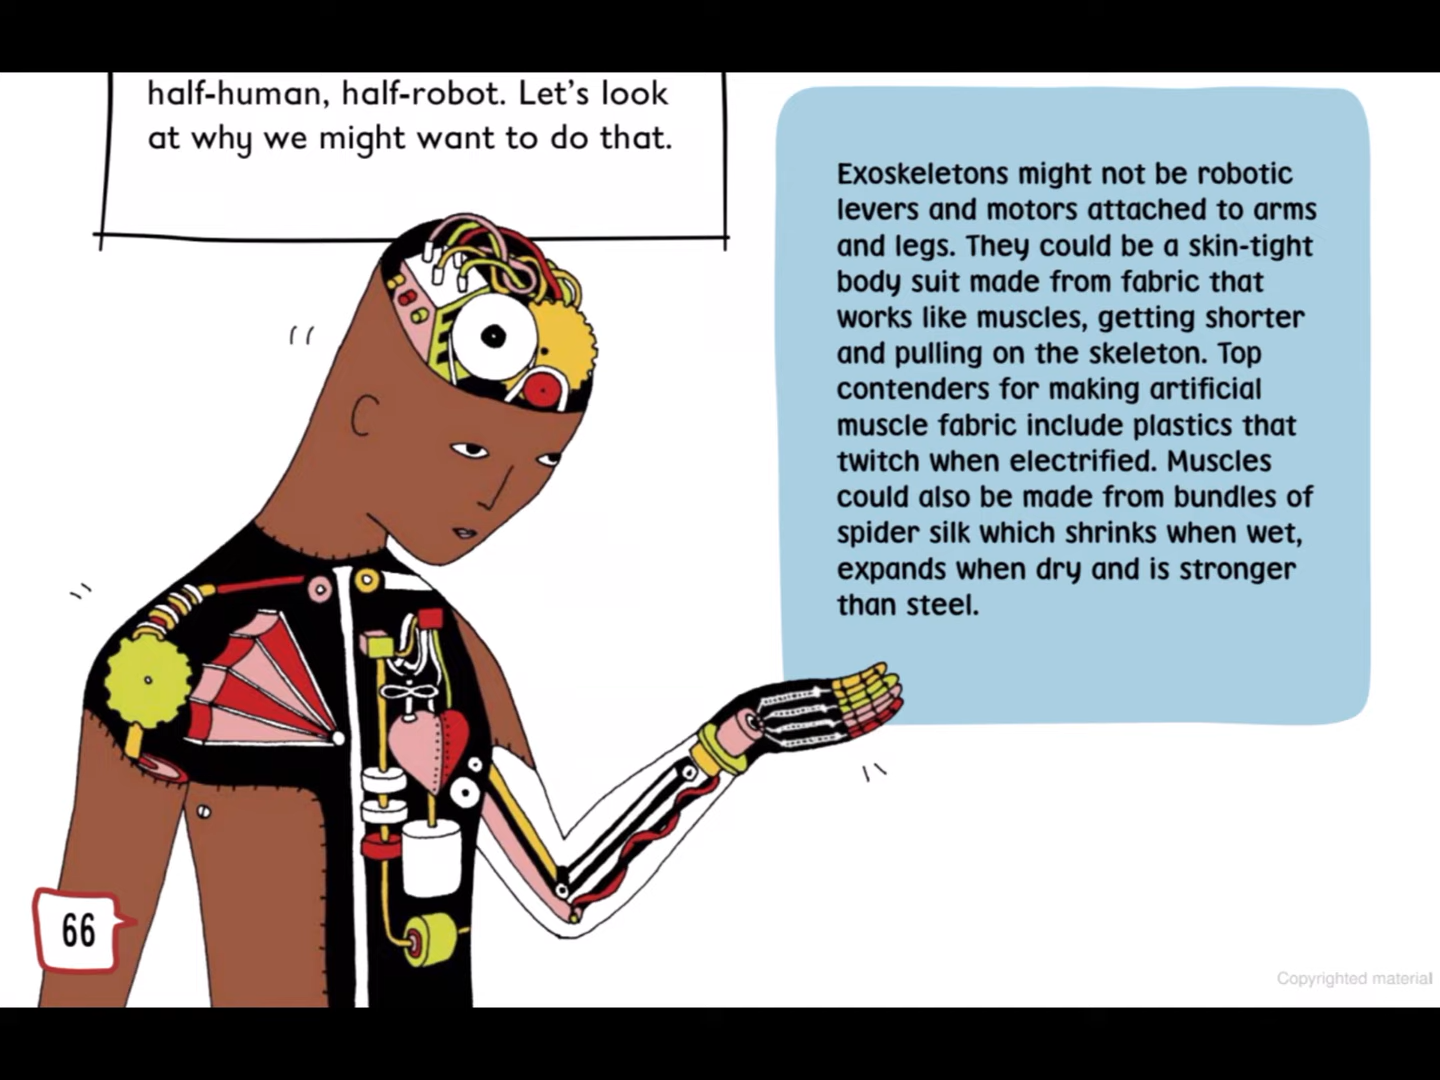 half-human, half-robot. Let's look
at why we might want to do that.
Exoskeletons might not be robotic
levers and motors attached to arms
and legs. They could be a skin-tight
body suit made from fabric that
works like muscles, getting shorter
and pulling on the skeleton. Top
contenders for making artificial
muscle fabric include plastics that
twitch when electrified. Muscles
could also be made from bundles of
spider silk which shrinks when wet,
expands when dry and is stronger
than steel.
66
Copyrighted material